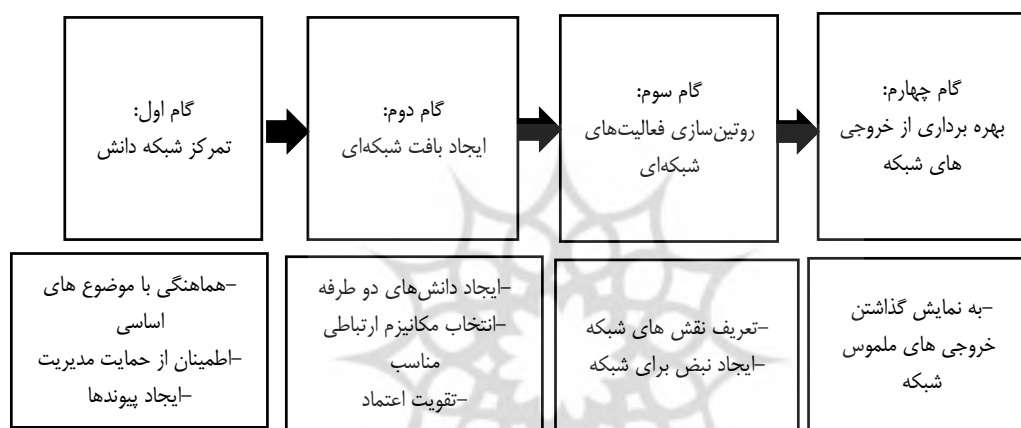 گام اول:
تمرکز شبکه دانش
گام دوم:
ایجاد بافت شبکه‌ای
گام سوم:
روتین‌سازی فعالیت‌های
شبکه‌ای
گام چهارم:
بهره برداری از خروجی
های شبکه
-هماهنگی با موضوع های
اساسی
-اطمینان از حمایت مدیریت
-ایجاد پیوندها
-ایجاد دانش‌های دو طرفه
-انتخاب مکانیزم ارتباطی
مناسب
-تقویت اعتماد
-تعریف نقش های شبکه
-ایجاد نبض برای شبکه
-به نمایش گذاشتن
خروجی های ملموس
شبکه